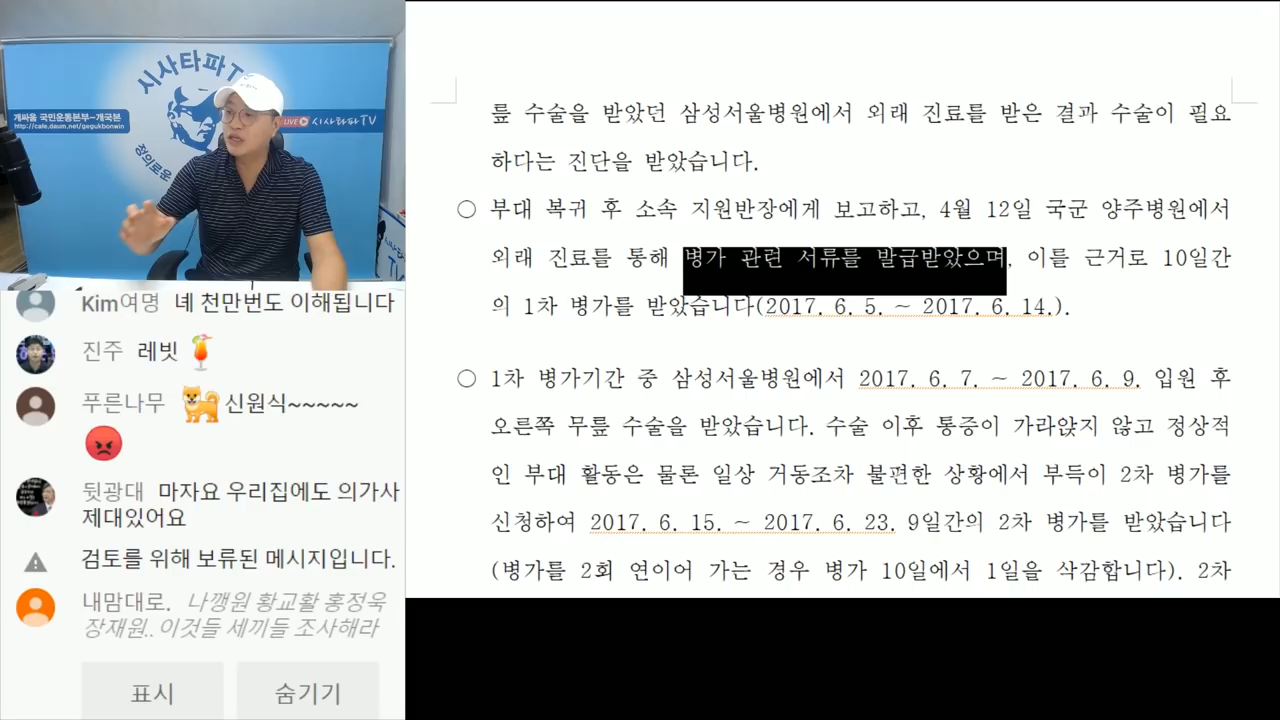 시사타파T
개싸움 국민운동본부-개국본
http://cafe.daum.net/gegukbonwin
LIVE 시사타파TV
정의로운
시사타
TV
Kim여명 녜 천만번도 이해됩니다
진주 레빗
푸른나무 신원식~~~~~
뒷광대 마자요 우리집에도 의가사
제대있어요
검토를 위해 보류된 메시지입니다.
내맘대로. 나깽원 황교활 홍정욱
장재원.. 이것들 세끼들 조사해라
표시 숨기기
릎 수술을 받았던 삼성서울병원에서 외래 진료를 받은 결과 수술이 필요
하다는 진단을 받았습니다.
○ 부대 복귀 후 소속 지원반장에게 보고하고, 4월 12일 국군 양주병원에서
외래 진료를 통해 병가 관련 서류를 발급받았으며, 이를 근거로 10일간
의 1차 병가를 받았습니다(2017. 6. 5. ~ 2017. 6. 14.).
○ 1차 병가기간 중 삼성서울병원에서 2017. 6. 7. ~ 2017. 6. 9. 입원 후
오른쪽 무릎 수술을 받았습니다. 수술 이후 통증이 가라앉지 않고 정상적
인 부대 활동은 물론 일상 거동조차 불편한 상황에서 부득이 2차 병가를
신청하여 2017. 6. 15. ~ 2017. 6. 23. 9일간의 2차 병가를 받았습니다
(병가를 2회 연이어 가는 경우 병가 10일에서 1일을 삭감합니다). 2차